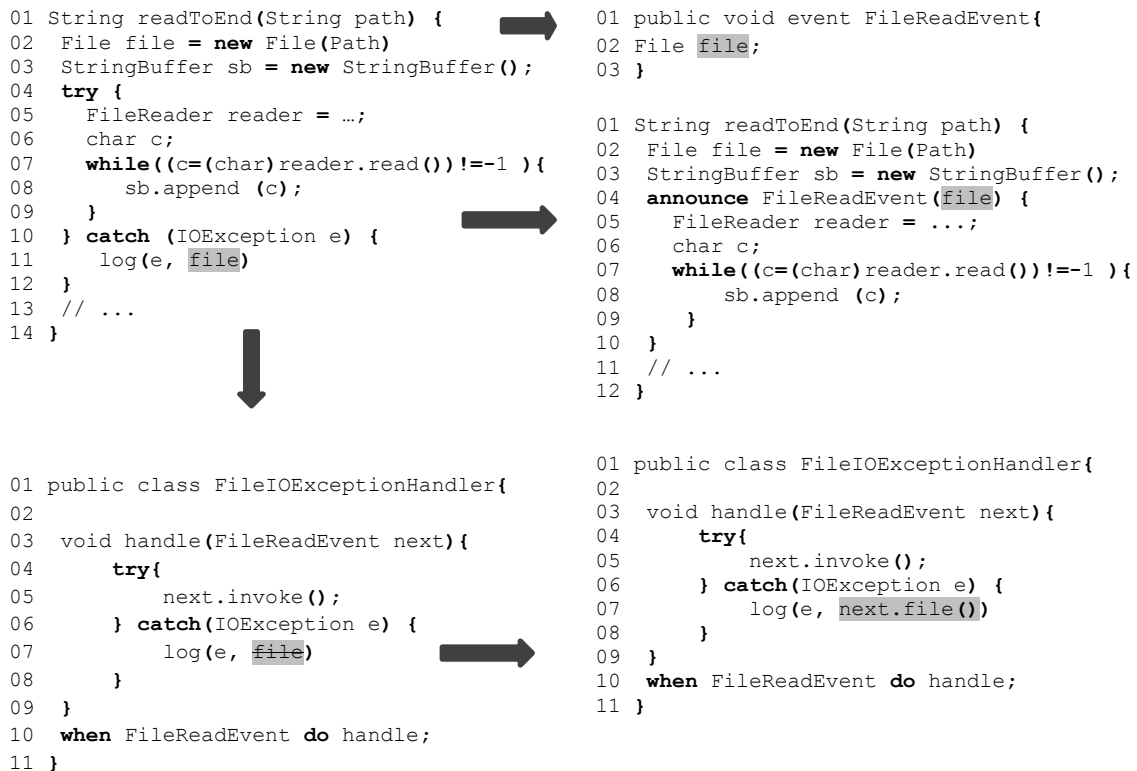 01 String readToEnd(String path) {
02 File file = new File(Path)
03 StringBuffer sb = new StringBuffer();
04 try {
05 FileReader reader = …;
06 char c;
07 while((c=(char)reader.read())!=-1 ){
08 sb.append (c);
09 }
10 } catch (IOException e) {
11 log(e, file)
12 }
13 // ...
14 }
01 public void event FileReadEvent{
02 File file;
03 }
01 String readToEnd(String path) {
02 File file = new File(Path)
03 StringBuffer sb = new StringBuffer();
04 announce FileReadEvent(file) {
05 FileReader reader = ...;
06 char c;
07 while((c=(char)reader.read())!=-1 ){
08 sb.append (c);
09 }
10 }
11 // ...
12 }
01 public class FileIOExceptionHandler{
02
03 void handle(FileReadEvent next){
04 try{
05 next.invoke();
06 } catch(IOException e) {
07 log(e, file)
08 }
09 }
10 when FileReadEvent do handle;
11 }
01 public class FileIOExceptionHandler{
02
03 void handle(FileReadEvent next){
04 try{
05 next.invoke();
06 } catch(IOException e) {
07 log(e, next.file())
08 }
09 }
10 when FileReadEvent do handle;
11 }